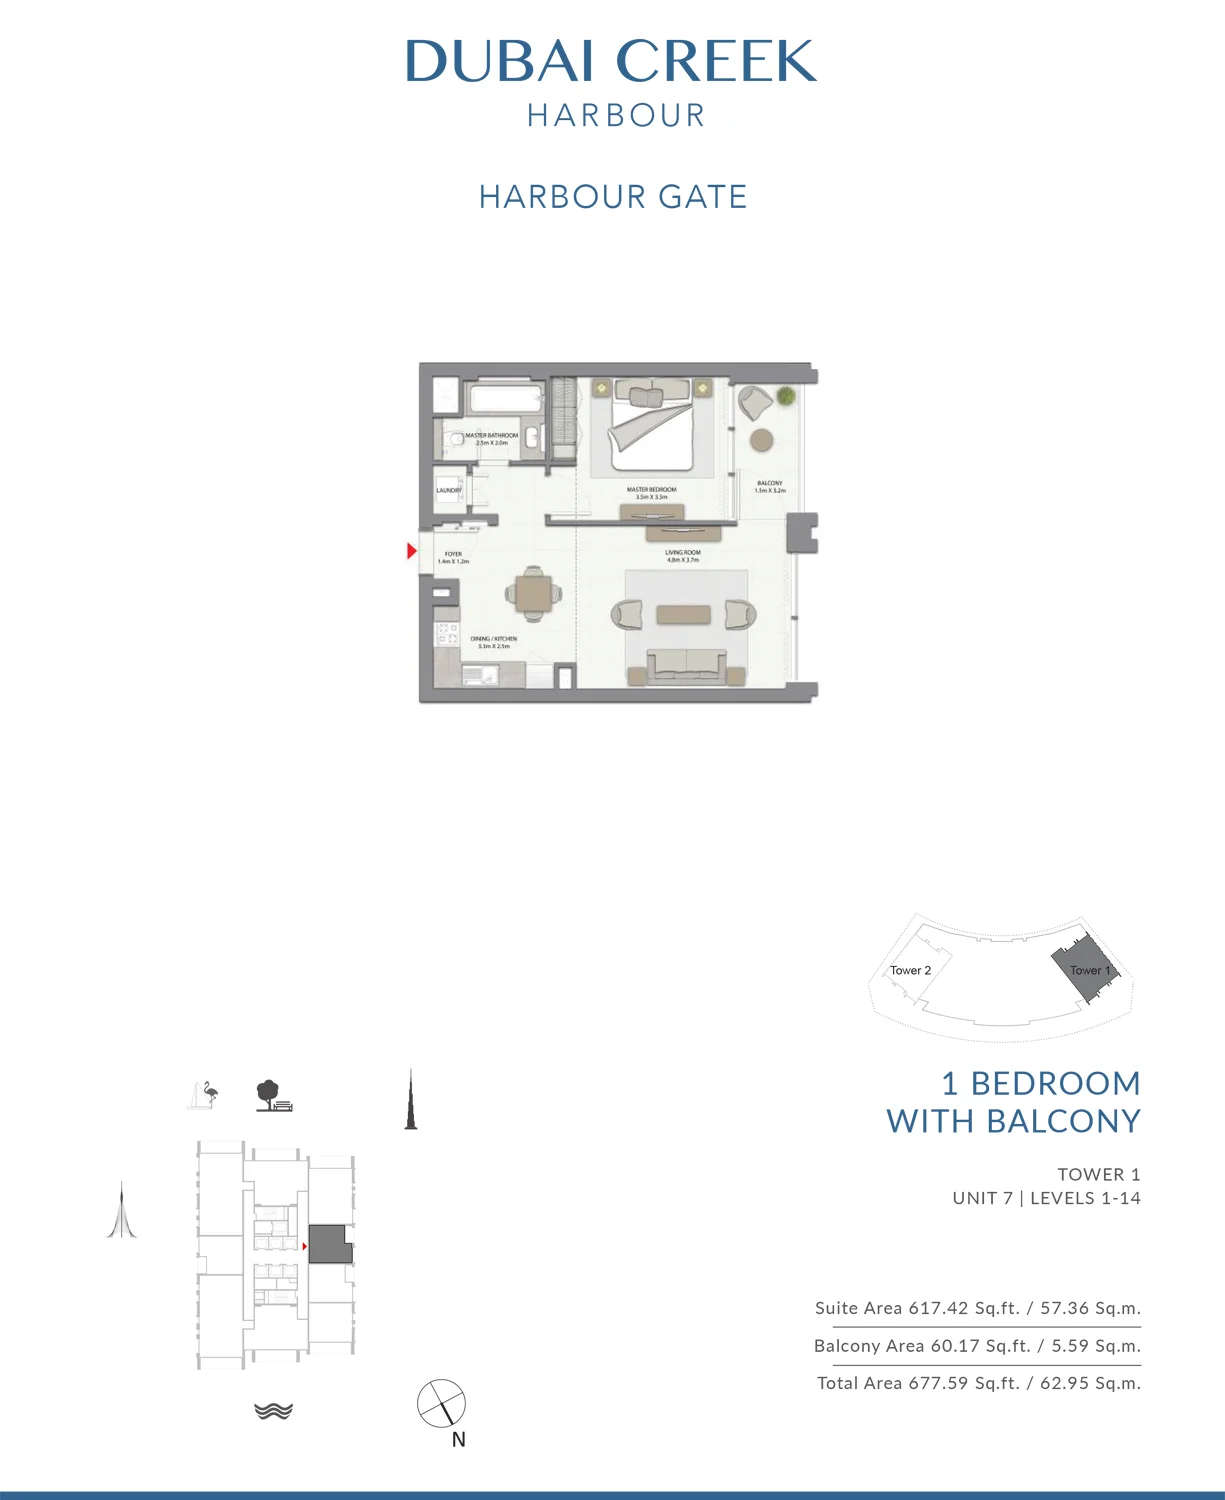 DUBAI CREEK
HARBOUR
HARBOUR GATE
MASTER BATHROOM
2.5m X 2.0m
LAUNDRY
MASTER BEDROOM
3.5m X 3.3m
BALCONY
1.5m X 3.2m
FOYER
1.4m X 1.2m
LIVING ROOM
4.8m X 3.7m
DINING / KITCHEN
3.3m X 2.5m
Tower 2
Tower 1
1 BEDROOM
WITH BALCONY
TOWER 1
UNIT 7 | LEVELS 1-14
Suite Area 617.42 Sq.ft. / 57.36 Sq.m.
Balcony Area 60.17 Sq.ft. / 5.59 Sq.m.
Total Area 677.59 Sq.ft. / 62.95 Sq.m.
N